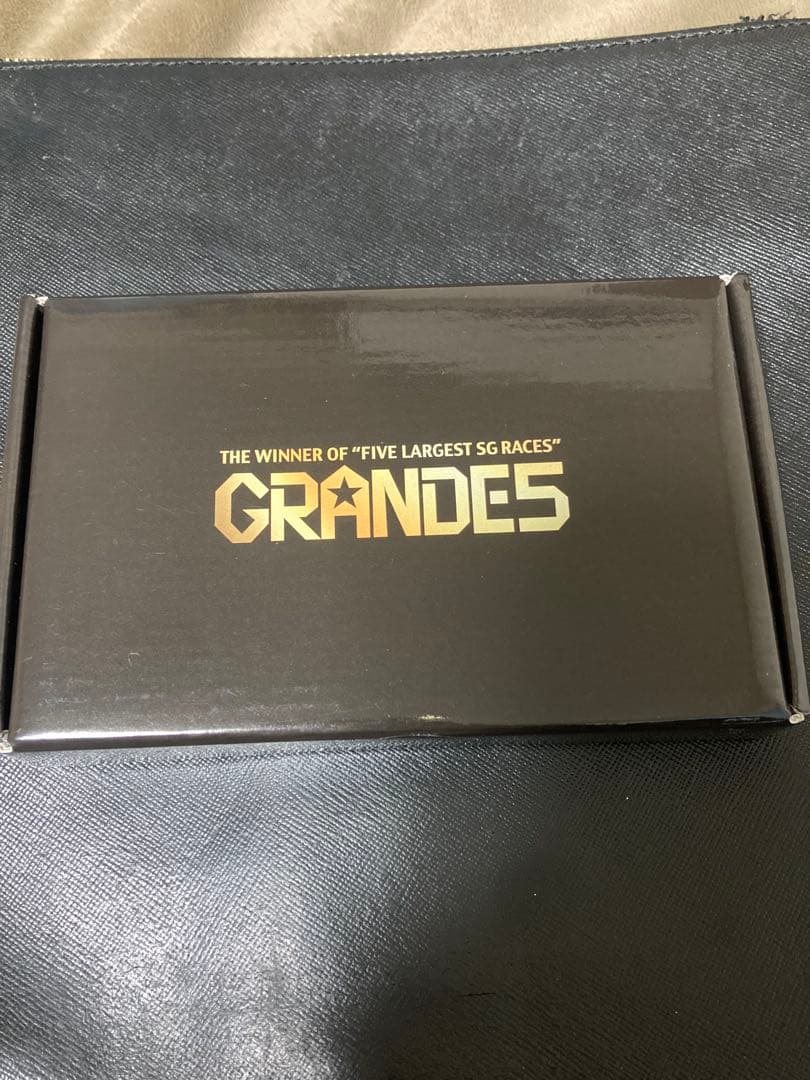 THE WINNER OF “FIVE LARGEST SG RACES”
GRANDE5